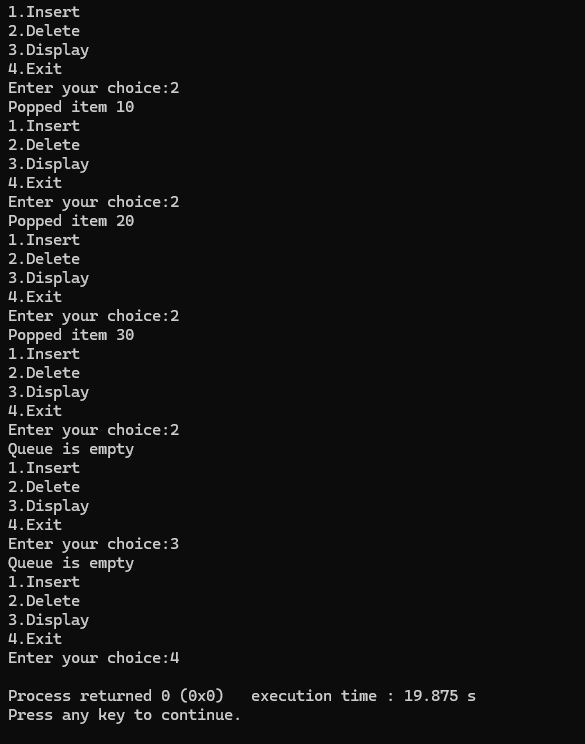 1.Insert
2.Delete
3.Display
4.Exit
Enter your choice:2
Popped item 10
1.Insert
2.Delete
3.Display
4.Exit
Enter your choice:2
Popped item 20
1.Insert
2.Delete
3.Display
4.Exit
Enter your choice:2
Popped item 30
1.Insert
2.Delete
3.Display
4.Exit
Enter your choice:2
Queue is empty
1.Insert
2.Delete
3.Display
4.Exit
Enter your choice:3
Queue is empty
1.Insert
2.Delete
3.Display
4.Exit
Enter your choice:4

Process returned 0 (0x0)   execution time : 19.875 s
Press any key to continue.